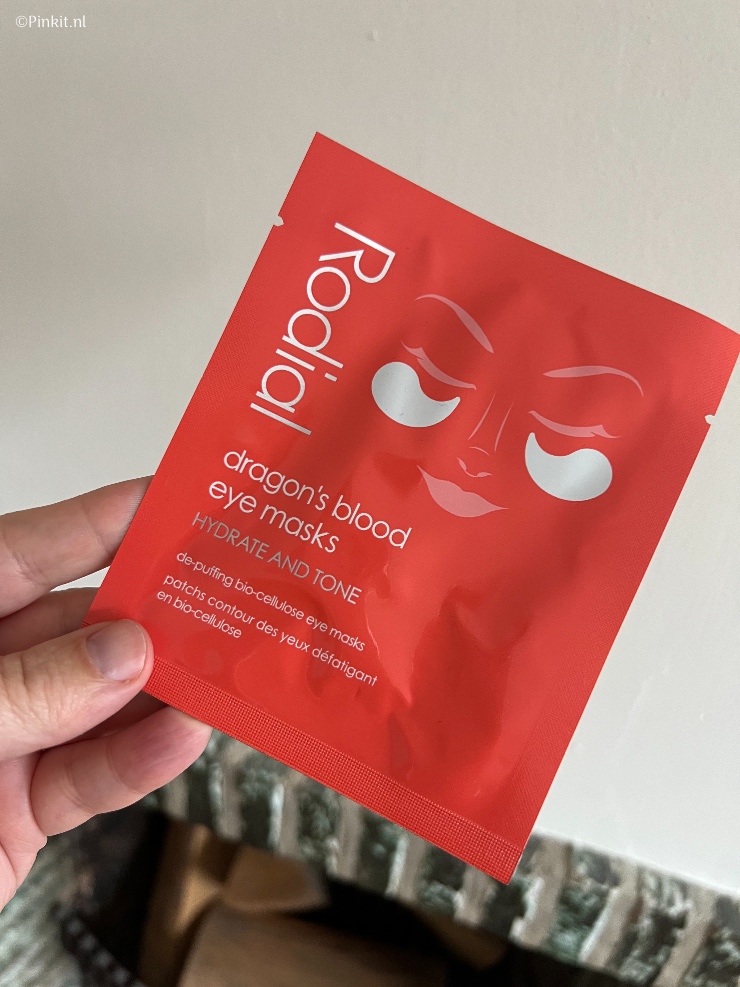 ©Pinkit.nl
Rodial
dragon's blood
eye masks
HYDRATE AND TONE
de-puffing bio-cellulose eye masks
patchs contour des yeux défatigant
en bio-cellulose